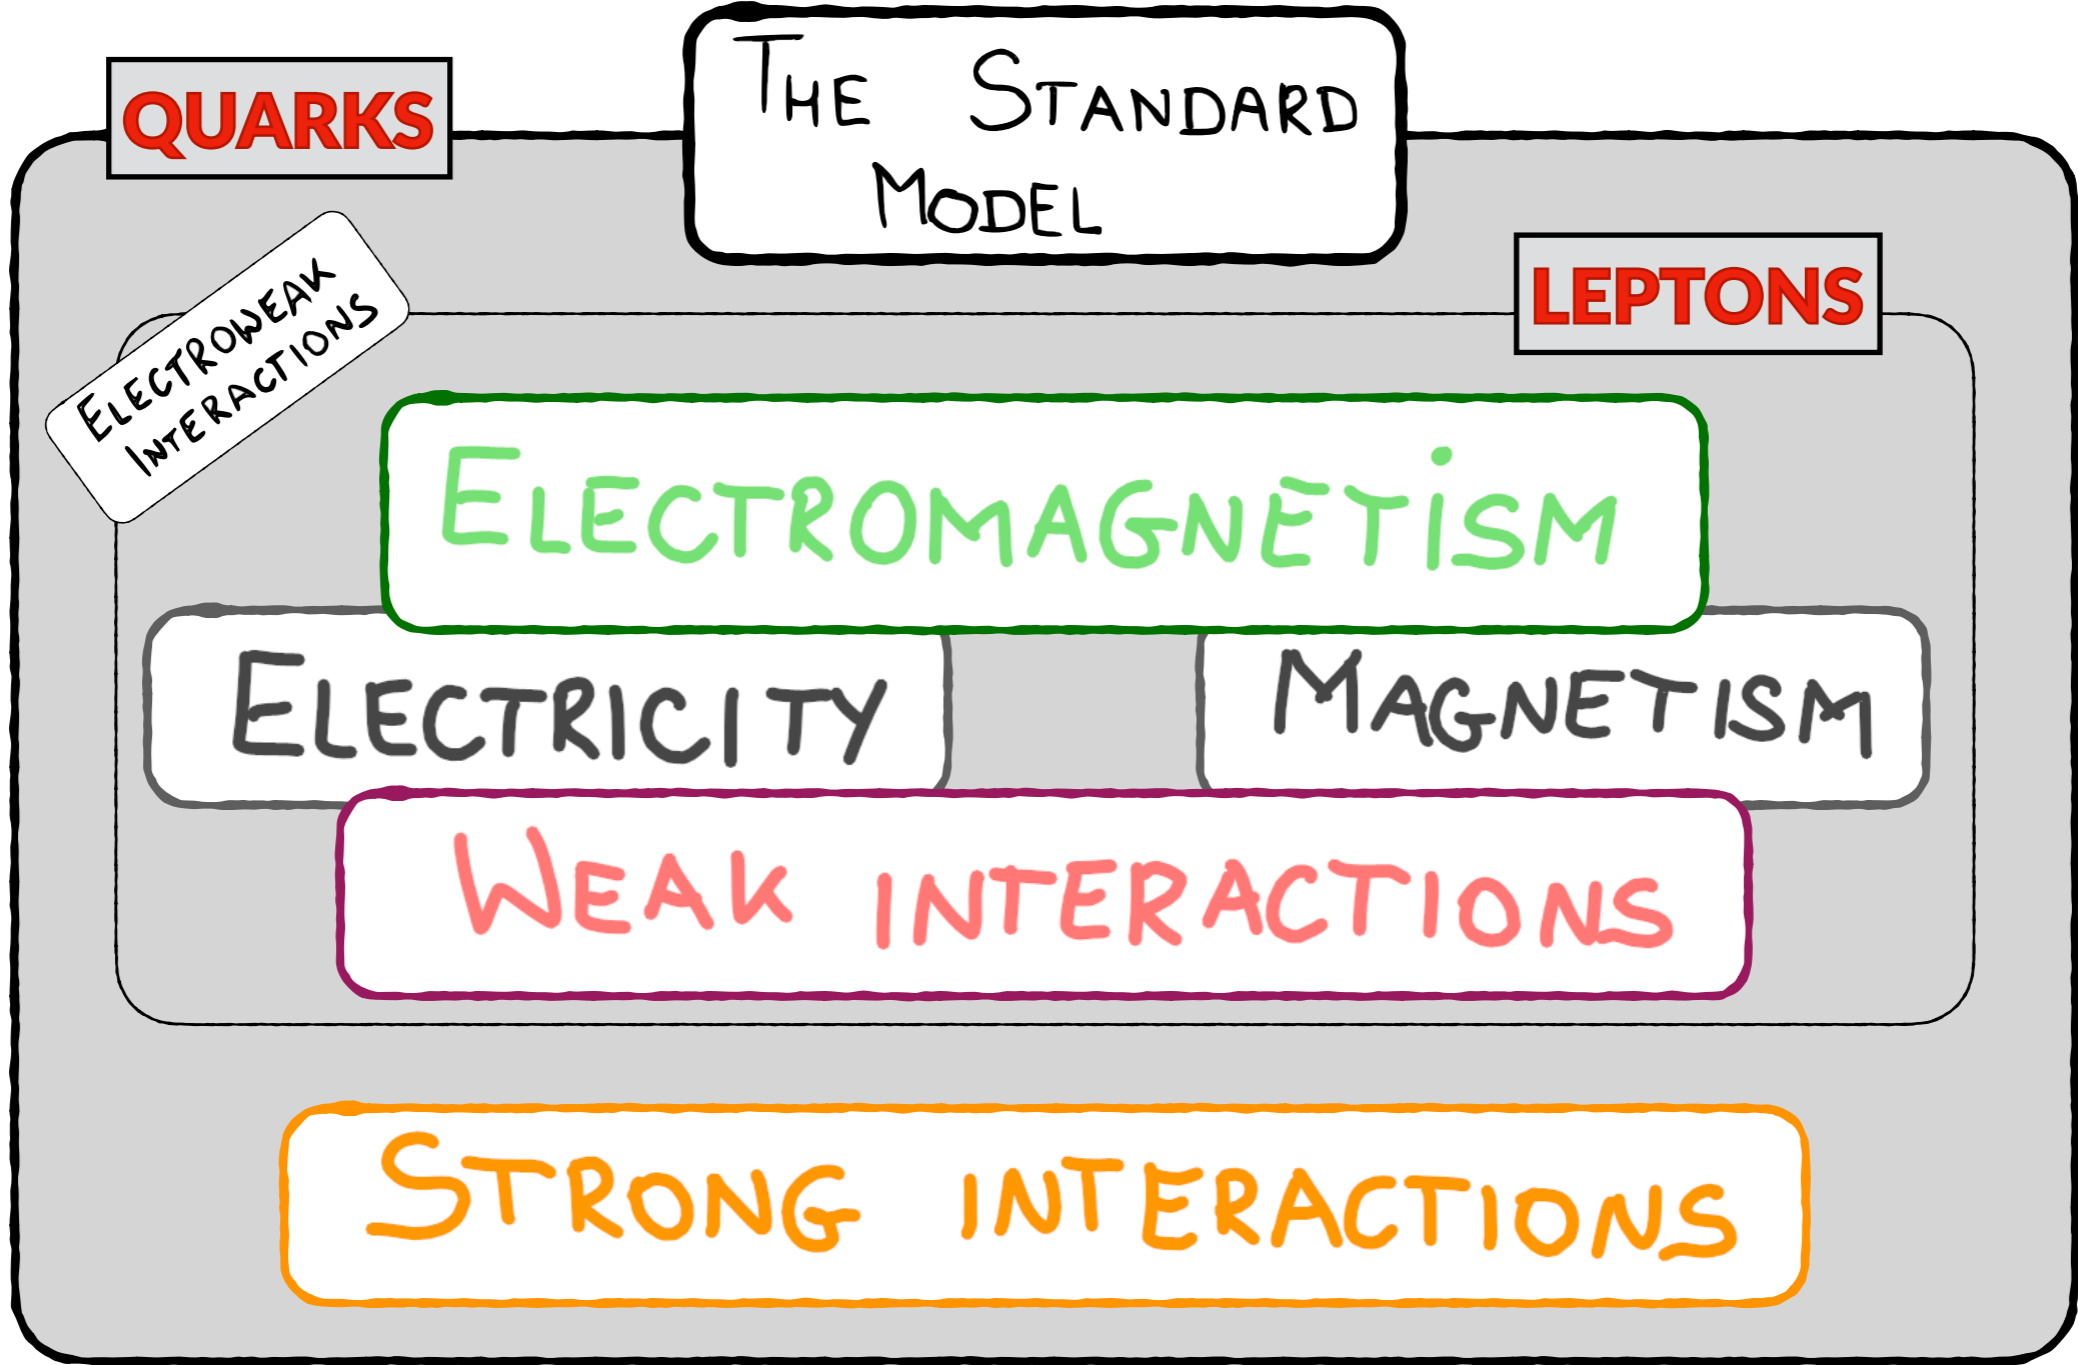 THE STANDARD
MODEL
QUARKS
LEPTONS
ELECTROWEAK
INTERACTIONS
ELECTROMAGNETiSM
ELECTRICITY
MAGNETISM
WEAK INTERACTIONS
STRONG INTERACTIONS